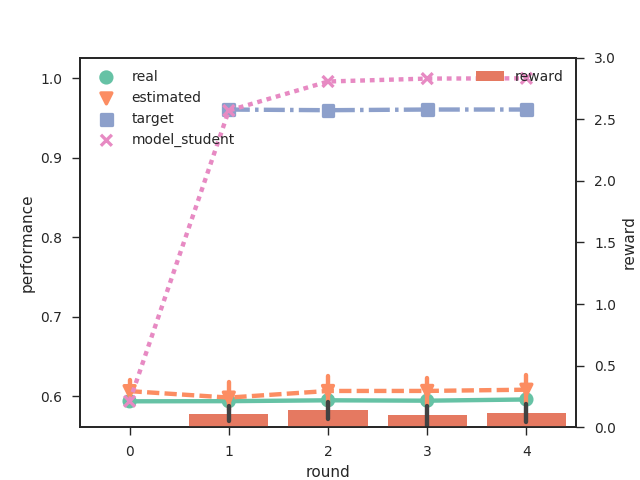 real
estimated
target
model_student
reward
1.0
0.9
0.8
0.7
0.6
performance
3.0
2.5
2.0
1.5
1.0
0.5
0.0
reward
0 1 2 3 4
round